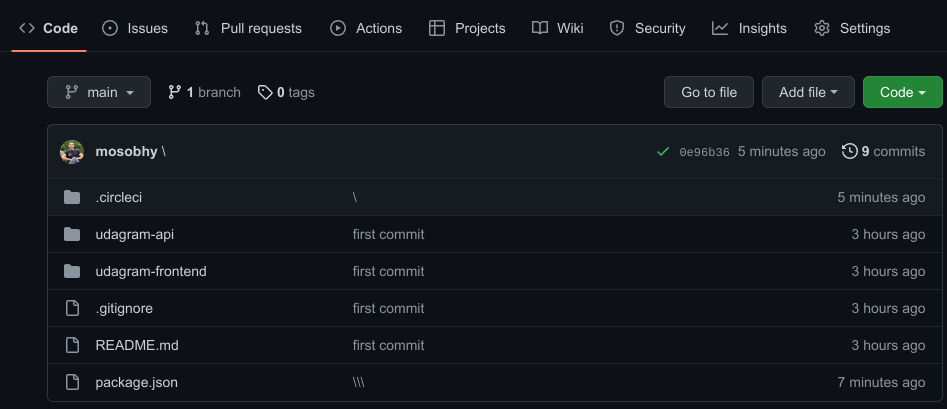 Code Issues Pull requests Actions Projects Wiki Security Insights Settings
main 1 branch 0 tags Go to file Add file Code
mosobhy \ 0e96b36 5 minutes ago 9 commits
.circleci \ 5 minutes ago
udagram-api first commit 3 hours ago
udagram-frontend first commit 3 hours ago
.gitignore first commit 3 hours ago
README.md first commit 3 hours ago
package.json \\\ 7 minutes ago